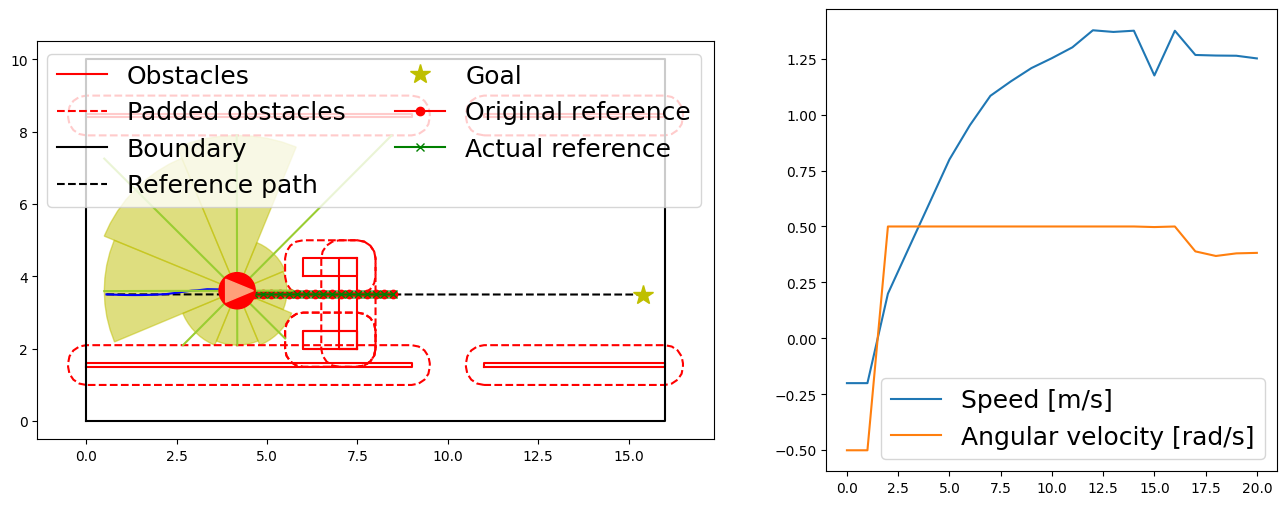 10
8
6
4
2
0
0.0 2.5 5.0 7.5 10.0 12.5 15.0
Obstacles
Padded obstacles
Boundary
Reference path
Goal
Original reference
Actual reference
1.25
1.00
0.75
0.50
0.25
0.00
−0.25
−0.50
0.0 2.5 5.0 7.5 10.0 12.5 15.0 17.5 20.0
Speed [m/s]
Angular velocity [rad/s]